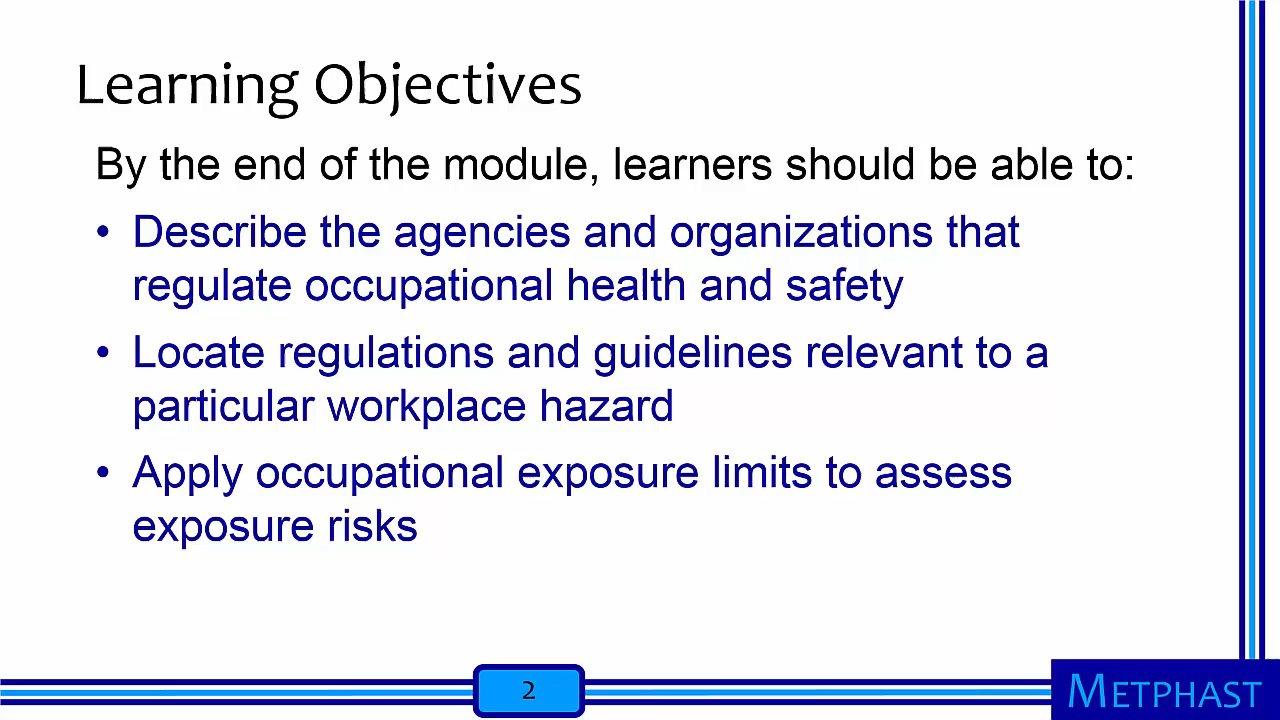 Learning Objectives
By the end of the module, learners should be able to:
• Describe the agencies and organizations that
regulate occupational health and safety
• Locate regulations and guidelines relevant to a
particular workplace hazard
• Apply occupational exposure limits to assess
exposure risks
2
METPHAST